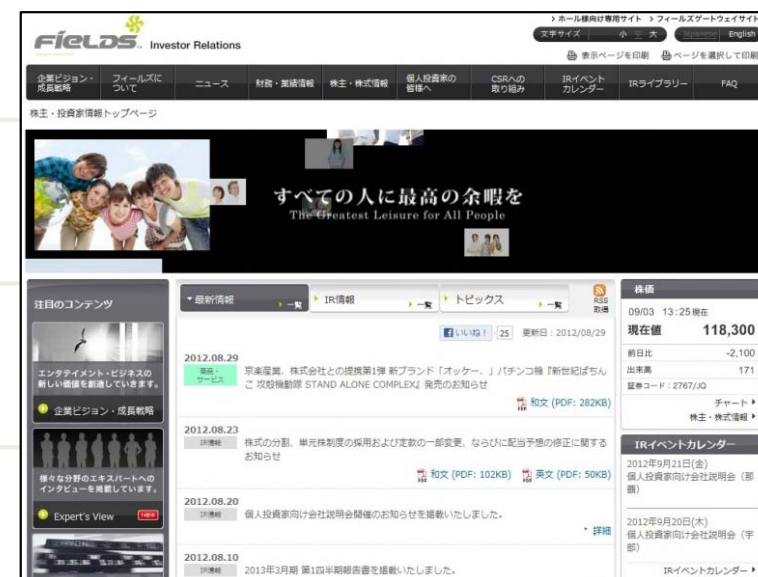 › ホール様向け専用サイト › フィールズゲートウェイサイト
FIELDS Investor Relations
文字サイズ 小 三 大 Japanese English
表示ページを印刷 ページを選択して印刷
企業ビジョン・
成長戦略
フィールズに
ついて
ニュース
財務・業績情報
株主・株式情報
個人投資家の
皆様へ
CSRへの
取り組み
IRイベント
カレンダー
IRライブラリー
FAQ
株主・投資家情報トップページ
すべての人に最高の余暇を
The Greatest Leisure for All People
注目のコンテンツ
エンタテイメント・ビジネスの
新しい価値を創造していきます。
企業ビジョン・成長戦略
様々な分野のエキスパートへの
インタビューを掲載しています。
Expert's View NEW
最新情報 一覧 IR情報 一覧 トピックス 一覧
RSS
取得
いいね! 25 更新日:2012/08/29
2012.08.29
商品・
サービス
京楽産業.株式会社との提携第1弾 新ブランド「オッケー.」パチンコ機『新世紀ぱちん
こ 攻殻機動隊 STAND ALONE COMPLEX』発売のお知らせ
和文 (PDF: 282KB)
2012.08.23
IR情報
株式の分割、単元株制度の採用および定款の一部変更、ならびに配当予想の修正に関する
お知らせ
和文 (PDF: 102KB) 英文 (PDF: 50KB)
2012.08.20
IR情報 個人投資家向け会社説明会開催のお知らせを掲載いたしました。
詳細
2012.08.10
IR情報 2013年3月期 第1四半期報告書を掲載いたしました。
株価
09/03 13:25現在
現在値 118,300
前日比 -2,100
出来高 171
証券コード:2767/JQ
チャート
株主・株式情報
IRイベントカレンダー
2012年9月21日(金)
個人投資家向け会社説明会(那
覇)
2012年9月20日(木)
個人投資家向け会社説明会(宇
部)
IRイベントカレンダー